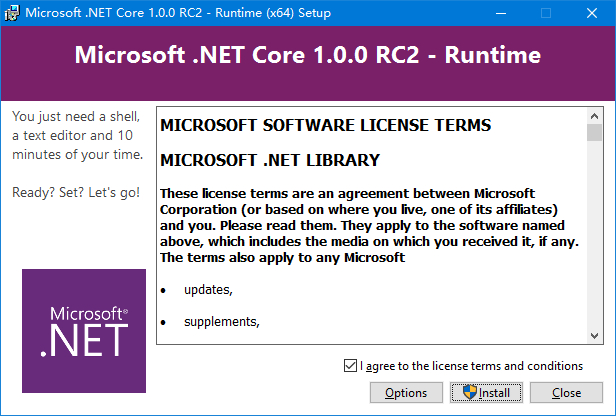 Microsoft .NET Core 1.0.0 RC2 - Runtime (x64) Setup
Microsoft .NET Core 1.0.0 RC2 - Runtime
You just need a shell,
a text editor and 10
minutes of your time.
Ready? Set? Let's go!
Microsoft®
.NET
MICROSOFT SOFTWARE LICENSE TERMS
MICROSOFT .NET LIBRARY
These license terms are an agreement between Microsoft
Corporation (or based on where you live, one of its affiliates)
and you. Please read them. They apply to the software named
above, which includes the media on which you received it, if any.
The terms also apply to any Microsoft
• updates,
• supplements,
I agree to the license terms and conditions
Options
Install
Close